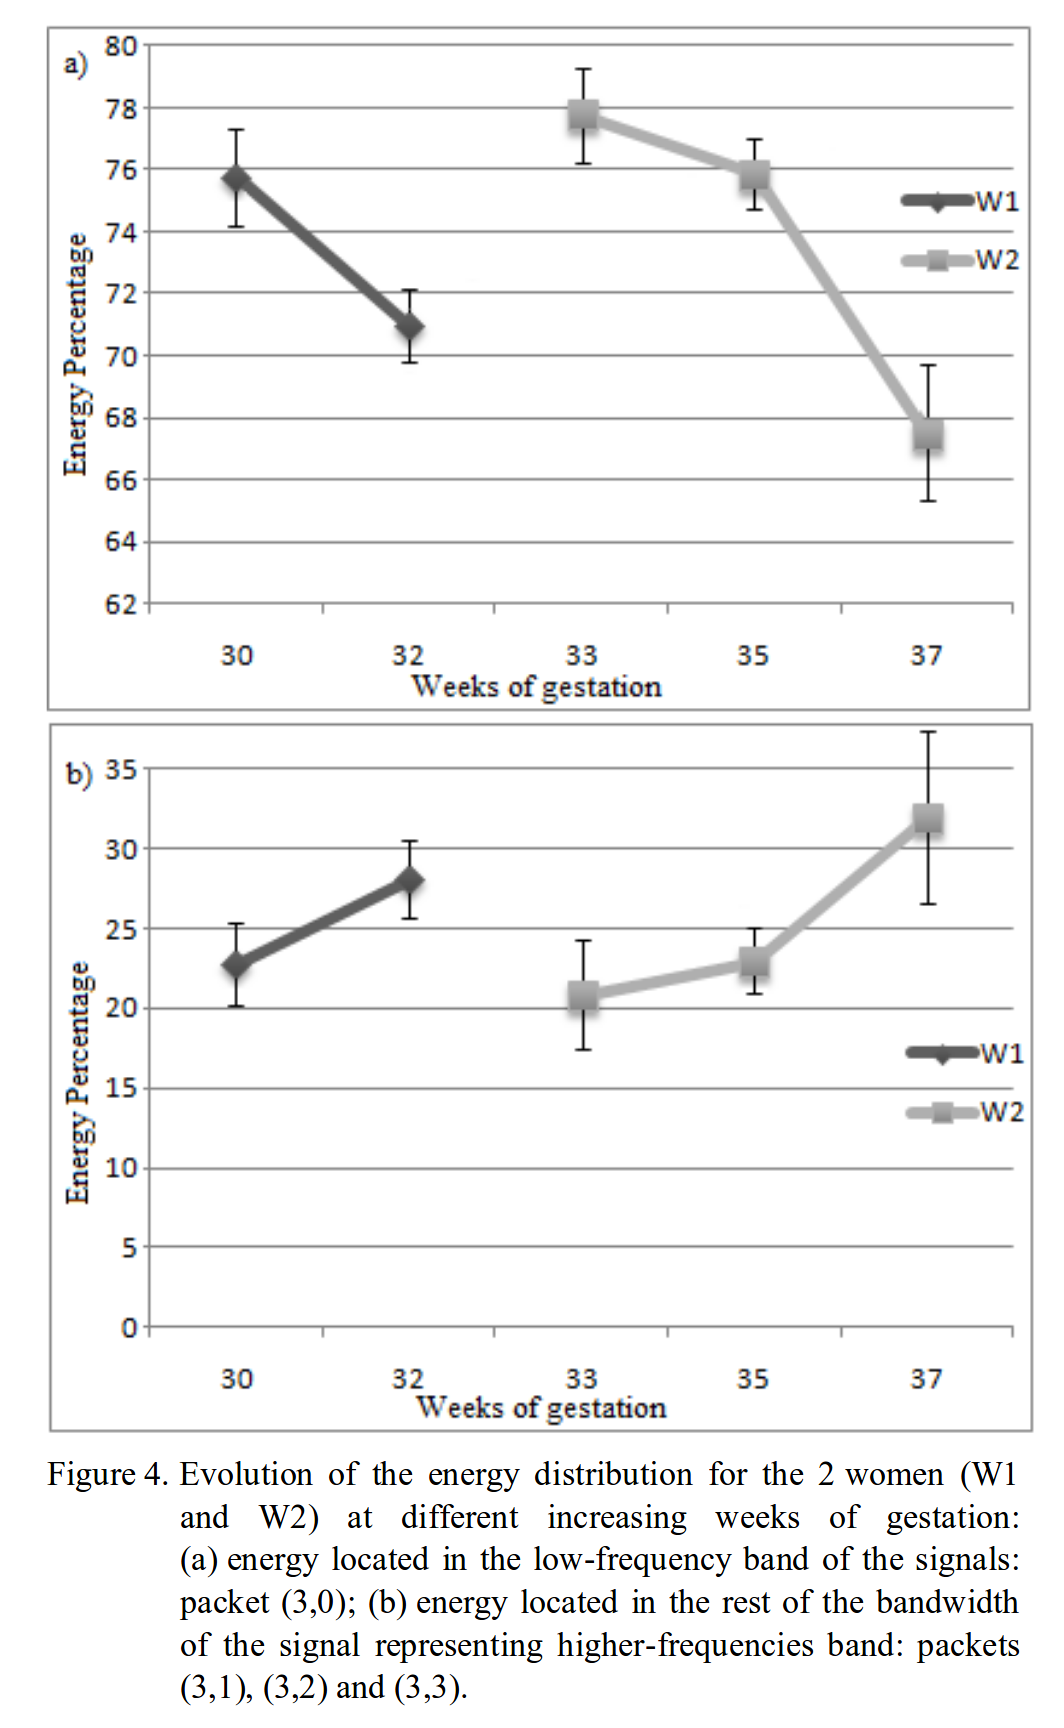 a)
80
78
76
74
72
70
68
66
64
62
Energy Percentage
W1
W2
30 32 33 35 37
Weeks of gestation
b)
35
30
25
20
15
10
5
0
Energy Percentage
W1
W2
30 32 33 35 37
Weeks of gestation
Figure 4. Evolution of the energy distribution for the 2 women (W1
and W2) at different increasing weeks of gestation:
(a) energy located in the low-frequency band of the signals:
packet (3,0); (b) energy located in the rest of the bandwidth
of the signal representing higher-frequencies band: packets
(3,1), (3,2) and (3,3).